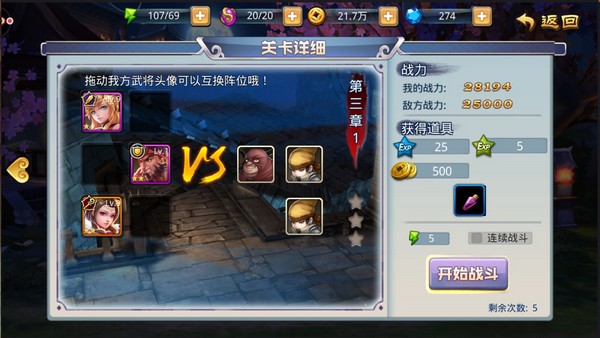 107/69
20/20
21.7万
274
返回
关卡详细
拖动我方武将头像可以互换阵位哦！
第三章1
VS
战力
我的战力: 28194
敌方战力: 25000
获得道具
EXP 25
EXP 5
500
5
连续战斗
开始战斗
剩余次数: 5